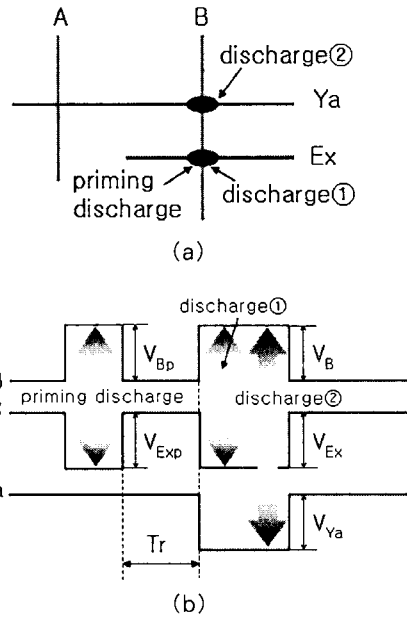 A B
discharge②
Ya
Ex
priming
discharge
discharge①
(a)
discharge①
V_Bp V_B
priming discharge discharge②
V_Exp V_Ex
a
V_Ya
Tr
(b)